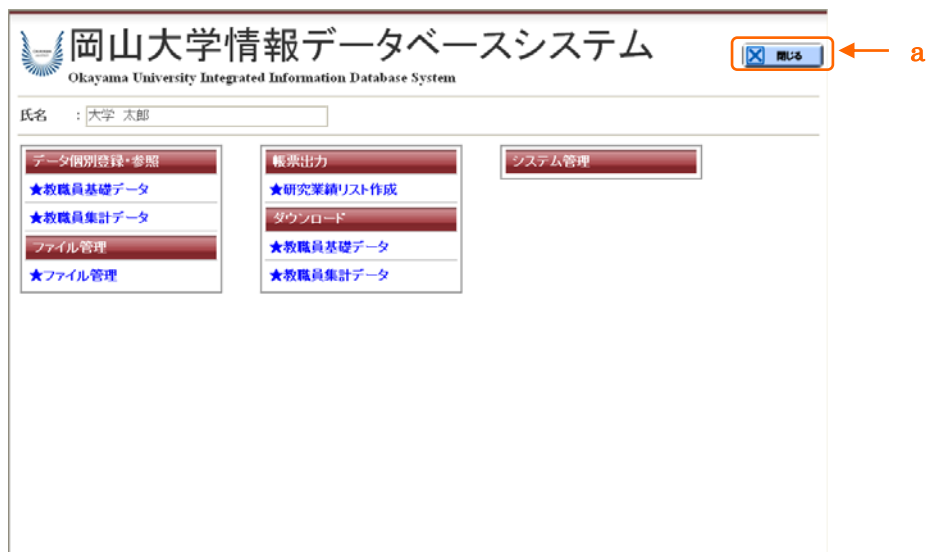 岡山大学情報データベースシステム
Okayama University Integrated Information Database System
閉じる
a
氏名 : 大学 太郎
データ個別登録・参照
★教職員基礎データ
★教職員集計データ
ファイル管理
★ファイル管理
帳票出力
★研究業績リスト作成
ダウンロード
★教職員基礎データ
★教職員集計データ
システム管理